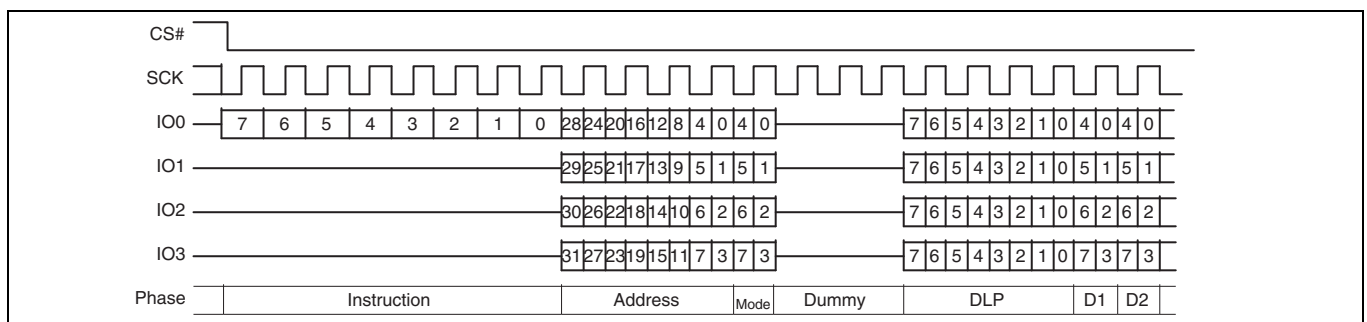 CS#
SCK
IO0 7 6 5 4 3 2 1 0 28 24 20 16 12 8 4 0 4 0 7 6 5 4 3 2 1 0 4 0 4 0
IO1 29 25 21 17 13 9 5 1 5 1 7 6 5 4 3 2 1 0 5 1 5 1
IO2 30 26 22 18 14 10 6 2 6 2 7 6 5 4 3 2 1 0 6 2 6 2
IO3 31 27 23 19 15 11 7 3 7 3 7 6 5 4 3 2 1 0 7 3 7 3
Phase Instruction Address Mode Dummy DLP D1 D2